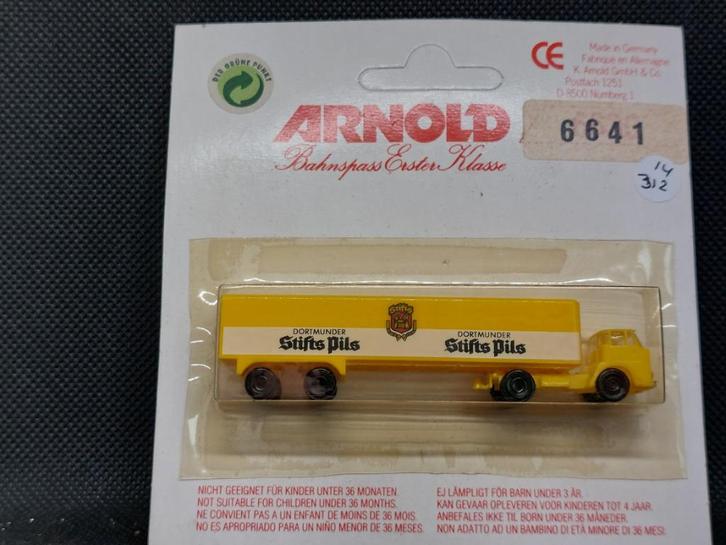 DER GRÜNE PUNKT
CE
Made in Germany
Fabriqué en Allemagne
K. Arnold GmbH & Co.
Postfach 1251
D-8500 Nürnberg 1
ARNOLD
Bahnspass Erster Klasse
6641
14
312
Stifts
DORTMUNDER
Stifts Pils
DORTMUNDER
Stifts Pils
NICHT GEEIGNET FÜR KINDER UNTER 36 MONATEN.
NOT SUITABLE FOR CHILDREN UNDER 36 MONTHS.
NE CONVIENT PAS A UN ENFANT DE MOINS DE 36 MOIS.
NO ES APROPRIADO PARA UN NIÑO MENOR DE 36 MESES.
EJ LÄMPLIGT FÖR BARN UNDER 3 ÅR.
KAN GEVAAR OPLEVEREN VOOR KINDEREN TOT 4 JAAR.
ANBEFALES IKKE TIL BØRN UNDER 36 MÅNEDER.
NON ADATTO AD UN BAMBINO DI ETÀ MINORE DI 36 MESI.